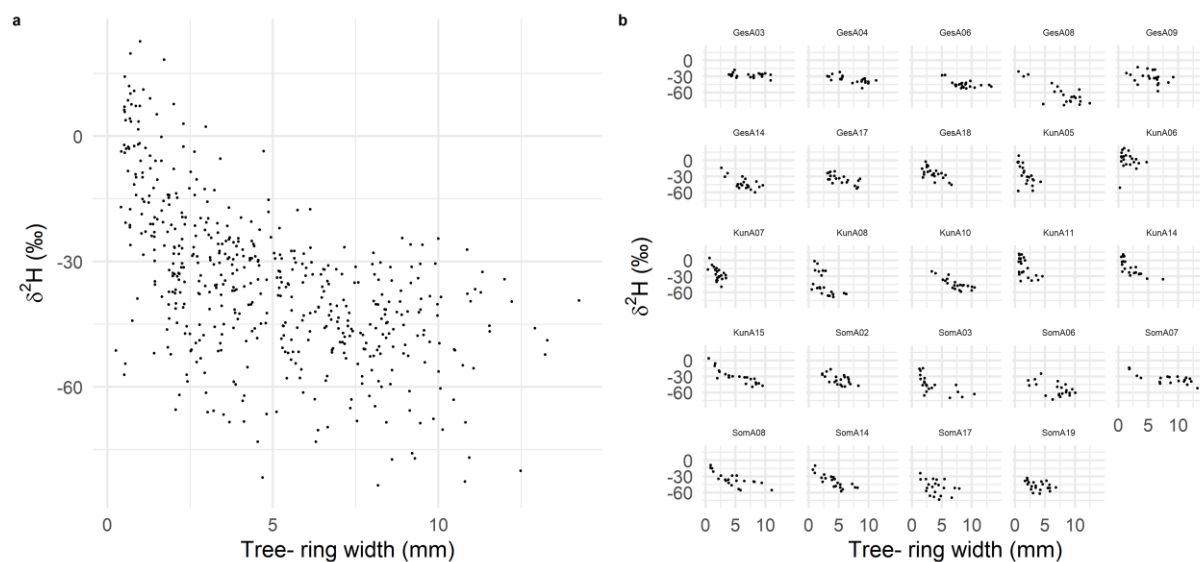 a
δ²H (‰)
0
-30
-60
0 5 10
Tree- ring width (mm)
b
GesA03 GesA04 GesA06 GesA08 GesA09
0
-30
-60
GesA14 GesA17 GesA18 KunA05 KunA06
0
-30
-60
KunA07 KunA08 KunA10 KunA11 KunA14
δ²H (‰)
0
-30
-60
KunA15 SomA02 SomA03 SomA06 SomA07
0
-30
-60
0 5 10
SomA08 SomA14 SomA17 SomA19
0
-30
-60
0 5 10 0 5 10 0 5 10 0 5 10
Tree- ring width (mm)